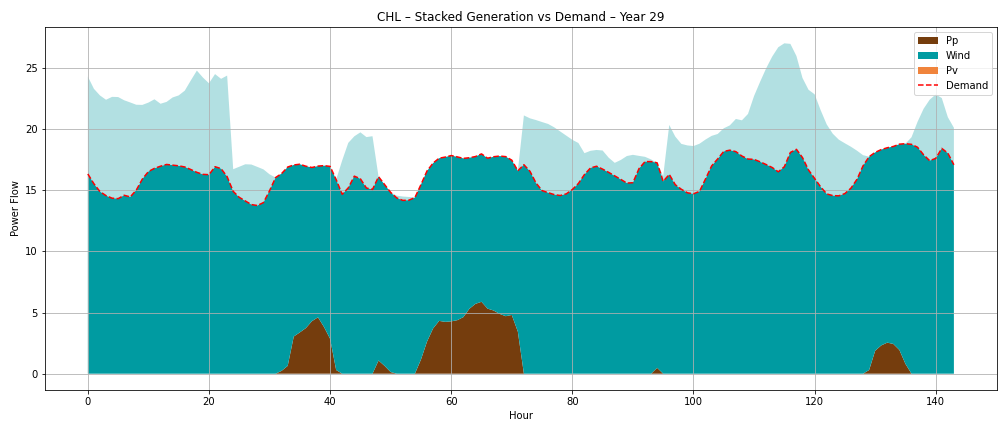 CHL – Stacked Generation vs Demand – Year 29
Pp
Wind
Pv
Demand
Power Flow
25
20
15
10
5
0
0 20 40 60 80 100 120 140
Hour